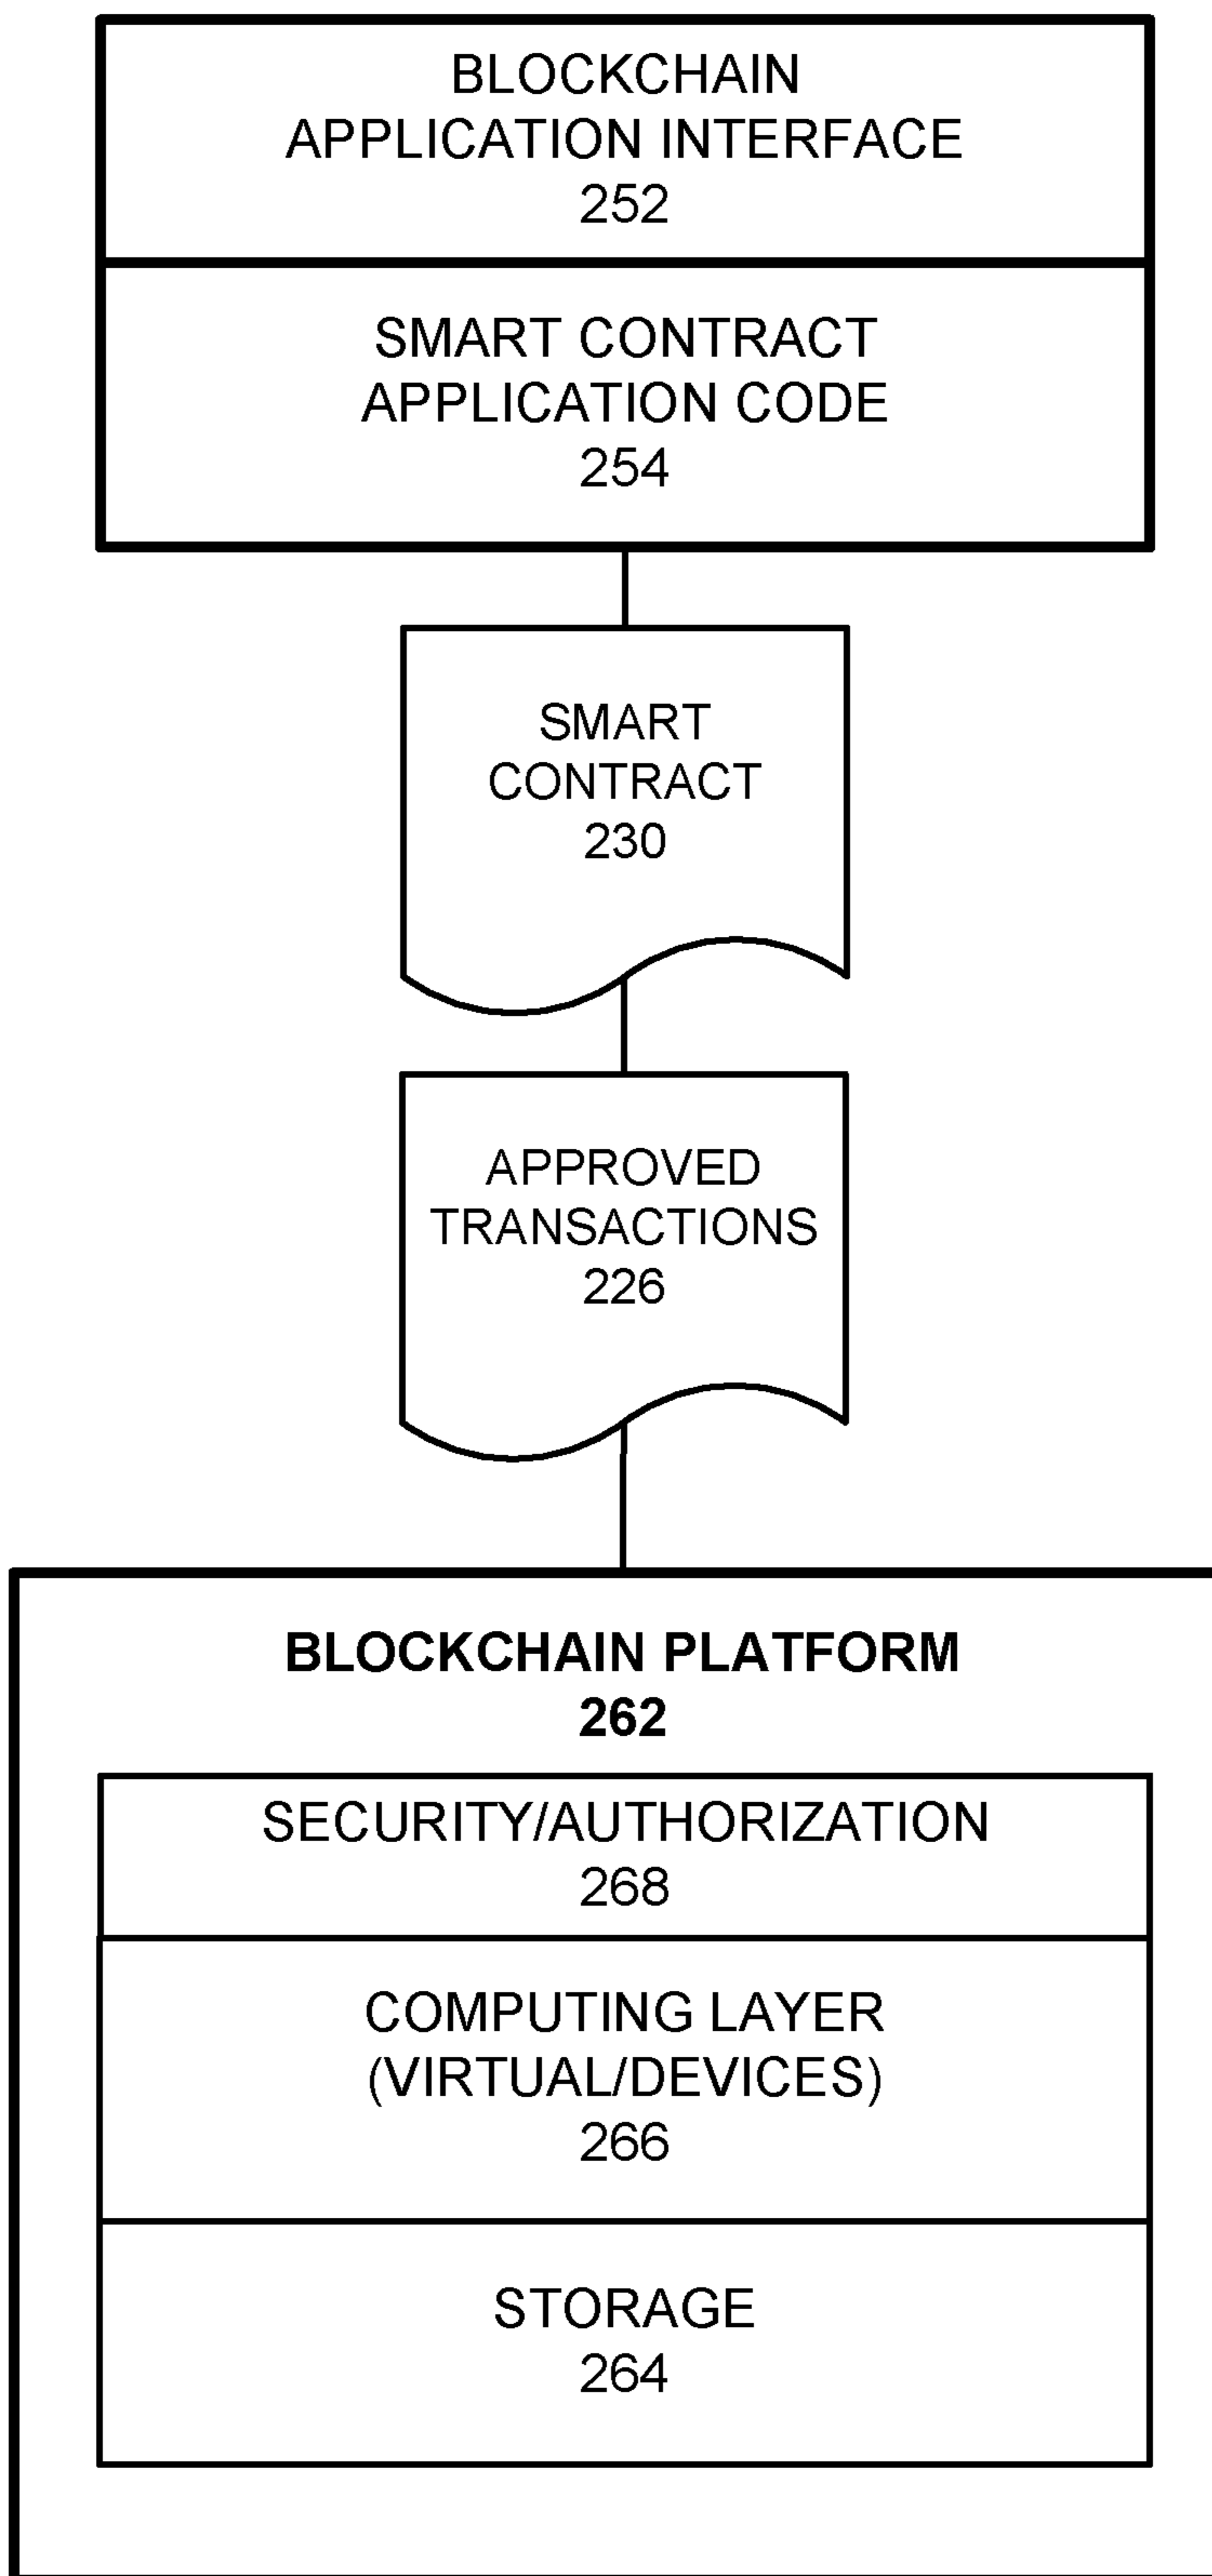 BLOCKCHAIN
APPLICATION INTERFACE
252
SMART CONTRACT
APPLICATION CODE
254
SMART
CONTRACT
230
APPROVED
TRANSACTIONS
226
BLOCKCHAIN PLATFORM
262
SECURITY/AUTHORIZATION
268
COMPUTING LAYER
(VIRTUAL/DEVICES)
266
STORAGE
264